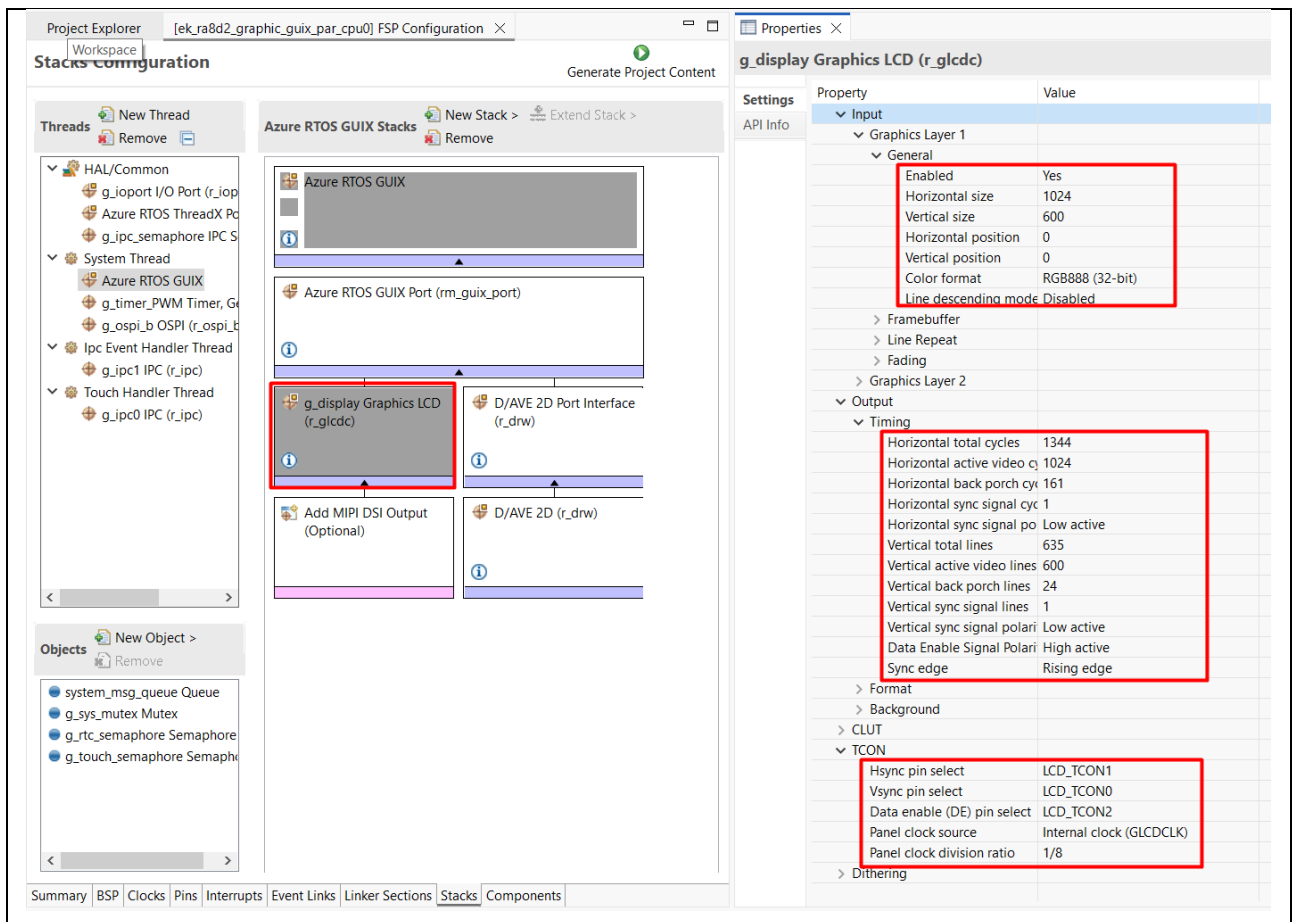 Project Explorer
[ek_ra8d2_graphic_guix_par_cpu0] FSP Configuration
Workspace
Stacks Configuration
Generate Project Content
Threads
New Thread
Remove
HAL/Common
g_ioport I/O Port (r_iop
Azure RTOS ThreadX Po
g_ipc_semaphore IPC S
System Thread
Azure RTOS GUIX
g_timer_PWM Timer, Ge
g_ospi_b OSPI (r_ospi_b
Ipc Event Handler Thread
g_ipc1 IPC (r_ipc)
Touch Handler Thread
g_ipc0 IPC (r_ipc)
Objects
New Object >
Remove
system_msg_queue Queue
g_sys_mutex Mutex
g_rtc_semaphore Semaphore
g_touch_semaphore Semapho
Azure RTOS GUIX Stacks
New Stack >
Extend Stack >
Remove
Azure RTOS GUIX
Azure RTOS GUIX Port (rm_guix_port)
g_display Graphics LCD
(r_glcdc)
D/AVE 2D Port Interface
(r_drw)
Add MIPI DSI Output
(Optional)
D/AVE 2D (r_drw)
Summary BSP Clocks Pins Interrupts Event Links Linker Sections Stacks Components
Properties
g_display Graphics LCD (r_glcdc)
Settings
API Info
Property Value
Input
Graphics Layer 1
General
Enabled Yes
Horizontal size 1024
Vertical size 600
Horizontal position 0
Vertical position 0
Color format RGB888 (32-bit)
Line descending mode Disabled
Framebuffer
Line Repeat
Fading
Graphics Layer 2
Output
Timing
Horizontal total cycles 1344
Horizontal active video cy 1024
Horizontal back porch cyc 161
Horizontal sync signal cyc 1
Horizontal sync signal po Low active
Vertical total lines 635
Vertical active video lines 600
Vertical back porch lines 24
Vertical sync signal lines 1
Vertical sync signal polari Low active
Data Enable Signal Polari High active
Sync edge Rising edge
Format
Background
CLUT
TCON
Hsync pin select LCD_TCON1
Vsync pin select LCD_TCON0
Data enable (DE) pin select LCD_TCON2
Panel clock source Internal clock (GLCDCLK)
Panel clock division ratio 1/8
Dithering